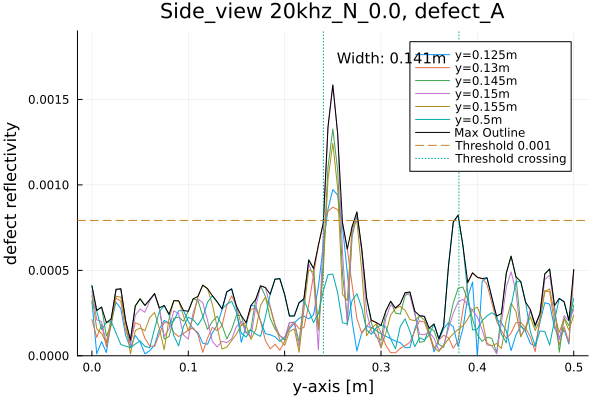 Side_view 20khz_N_0.0, defect_A
Width: 0.141m
y=0.125m
y=0.13m
y=0.145m
y=0.15m
y=0.155m
y=0.5m
Max Outline
Threshold 0.001
Threshold crossing
defect reflectivity
0.0015
0.0010
0.0005
0.0000
0.0 0.1 0.2 0.3 0.4 0.5
y-axis [m]